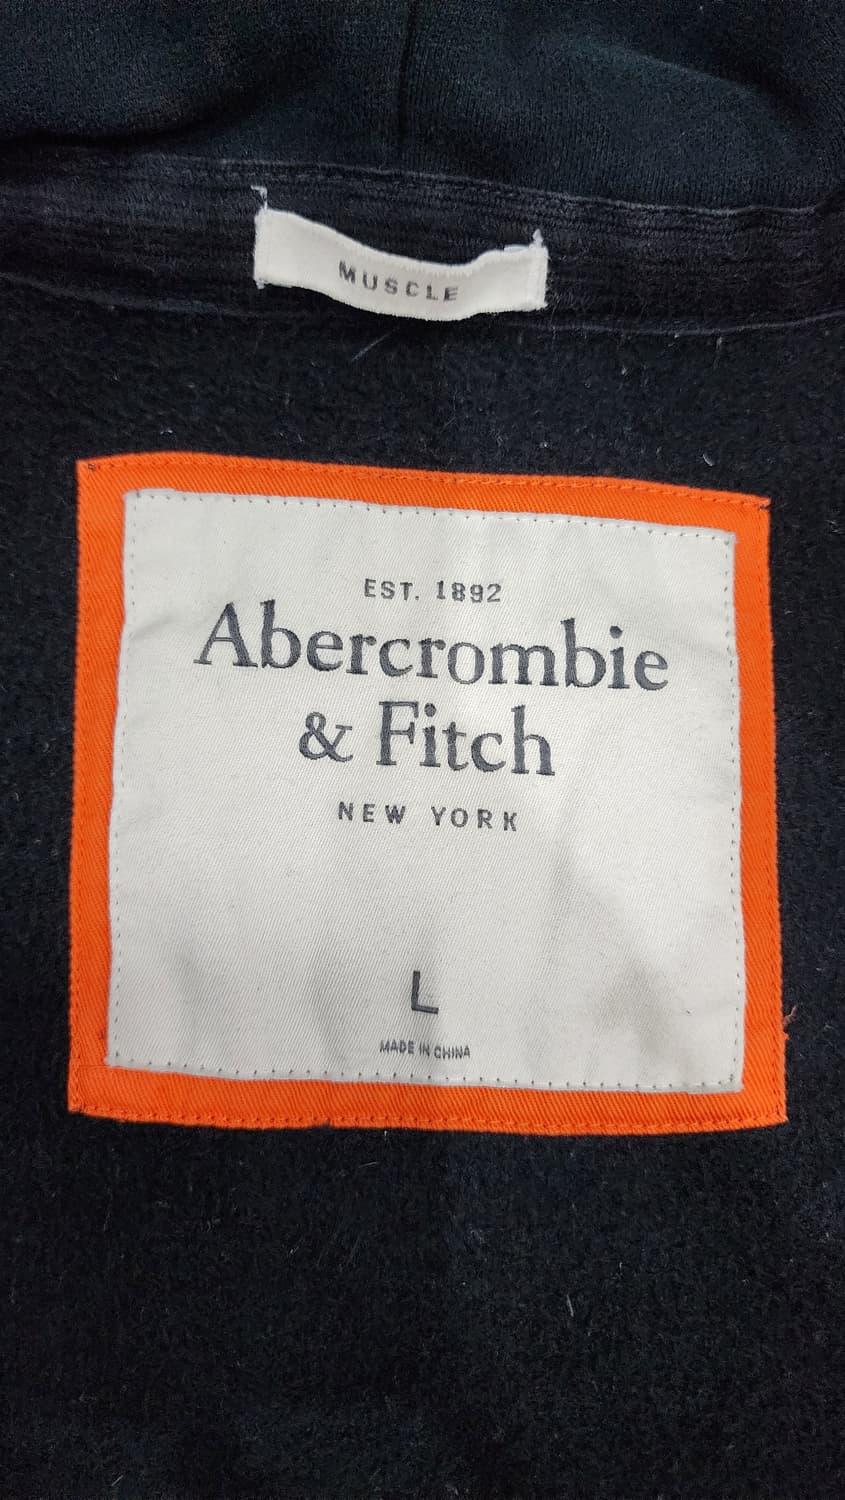 MUSCLE
EST. 1892
Abercrombie
& Fitch
NEW YORK
L
MADE IN CHINA